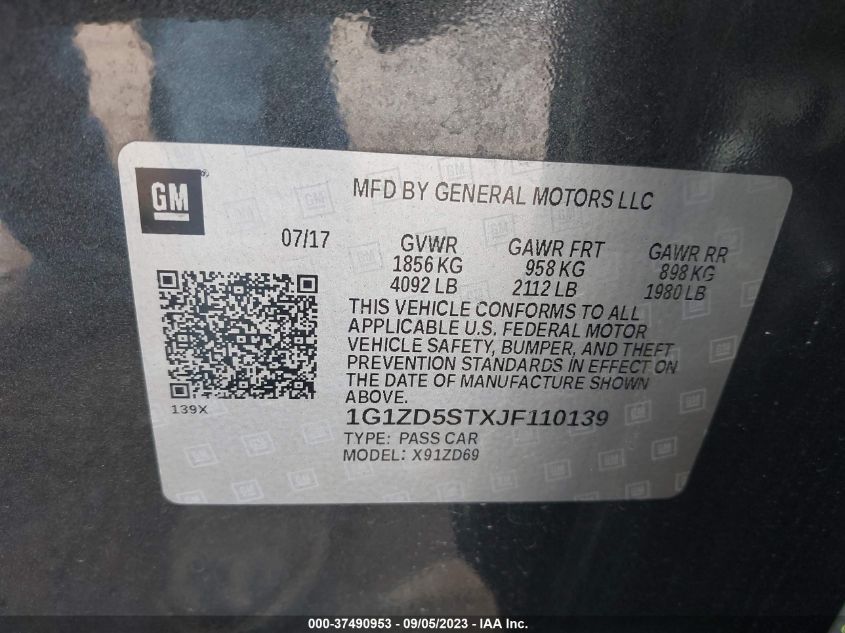 GM
®
MFD BY GENERAL MOTORS LLC
07/17
GVWR GAWR FRT GAWR RR
1856 KG 958 KG 898 KG
4092 LB 2112 LB 1980 LB
THIS VEHICLE CONFORMS TO ALL
APPLICABLE U.S. FEDERAL MOTOR
VEHICLE SAFETY, BUMPER, AND THEFT
PREVENTION STANDARDS IN EFFECT ON
THE DATE OF MANUFACTURE SHOWN
ABOVE.
139X
1G1ZD5STXJF110139
TYPE: PASS CAR
MODEL: X91ZD69
000-37490953 - 09/05/2023 - © IAA, Inc.